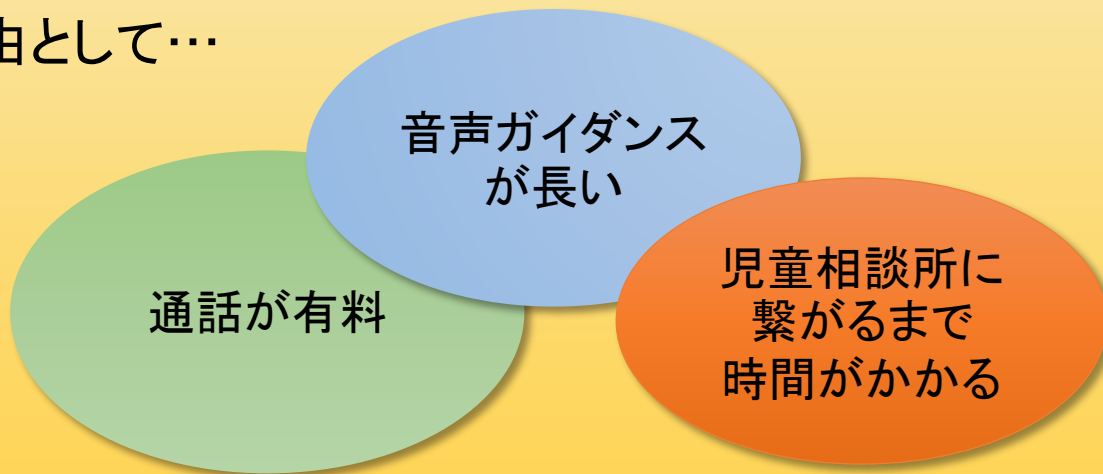 由として…
音声ガイダンス
が長い
通話が有料
児童相談所に
繋がるまで
時間がかかる